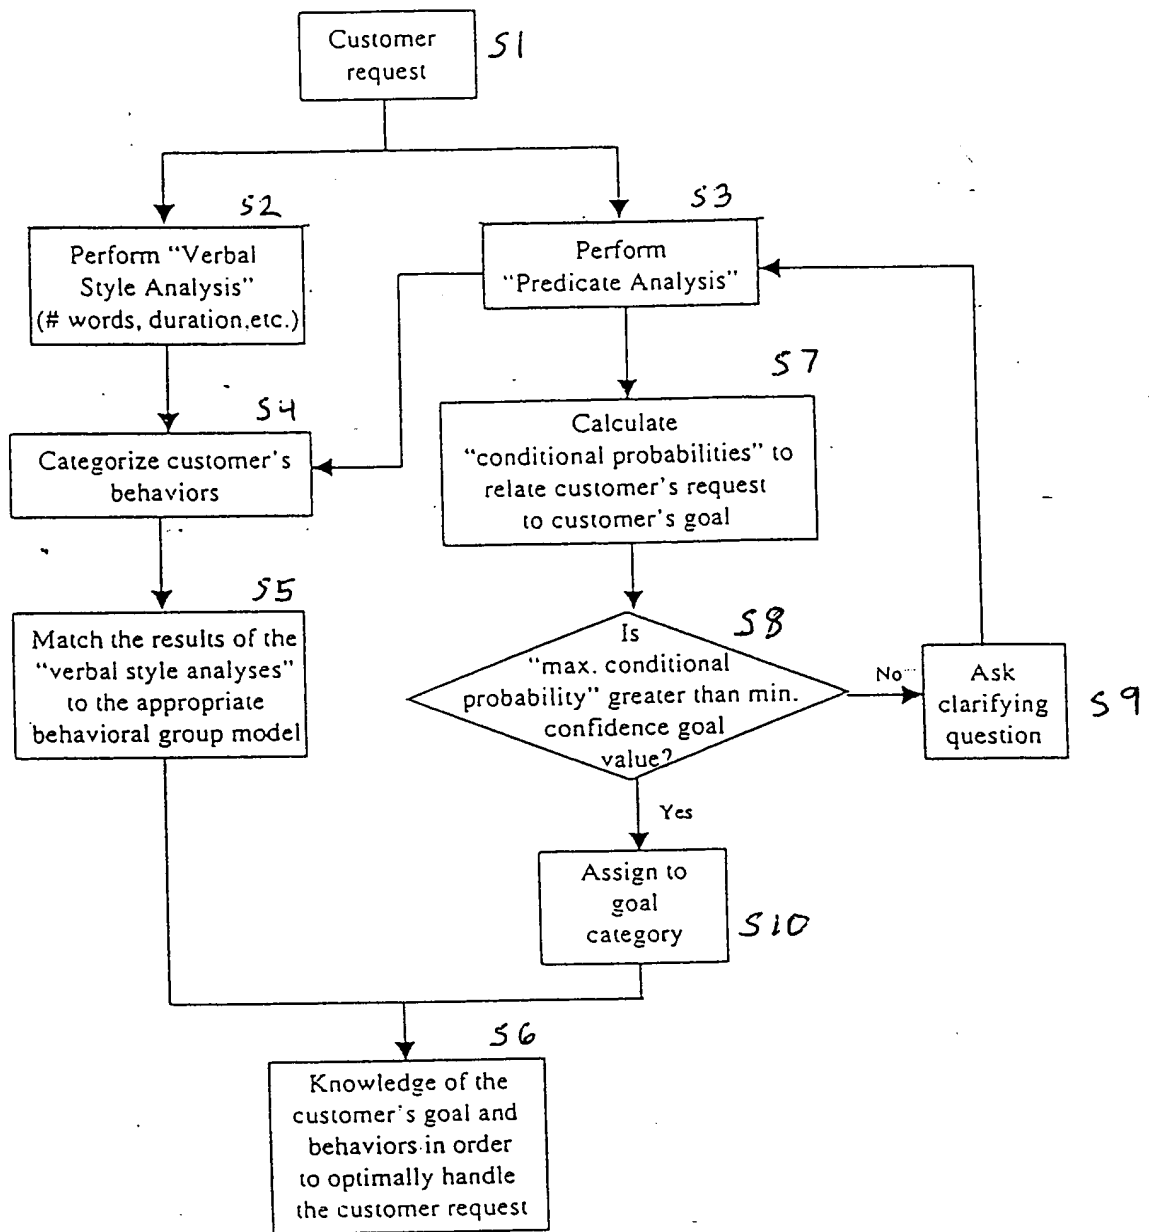 Customer
request
S1
S2
Perform “Verbal
Style Analysis”
(# words, duration,etc.)
S3
Perform
“Predicate Analysis”
S4
Categorize customer's
behaviors
S7
Calculate
“conditional probabilities” to
relate customer's request
to customer's goal
S5
Match the results of the
“verbal style analyses”
to the appropriate
behavioral group model
S8
Is
“max. conditional
probability” greater than min.
confidence goal
value?
No
Ask
clarifying
question
S9
Yes
Assign to
goal
category
S10
S6
Knowledge of the
customer's goal and
behaviors in order
to optimally handle
the customer request